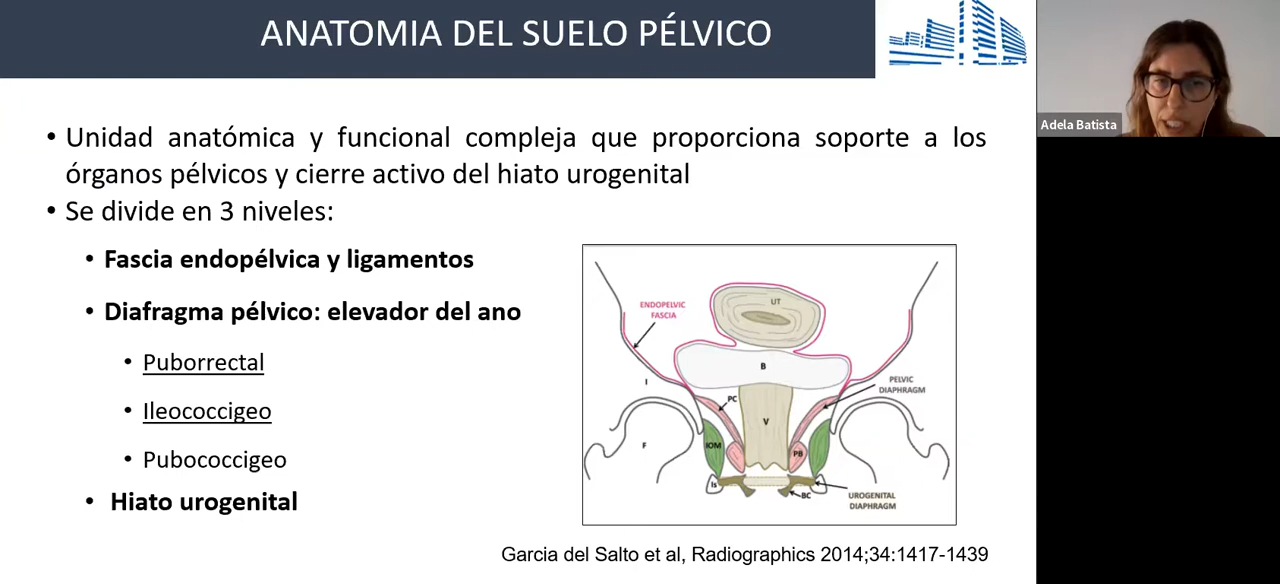 ANATOMIA DEL SUELO PÉLVICO
Adela Batista
• Unidad anatómica y funcional compleja que proporciona soporte a los
órganos pélvicos y cierre activo del hiato urogenital
• Se divide en 3 niveles:
• Fascia endopélvica y ligamentos
• Diafragma pélvico: elevador del ano
• Puborrectal
• Ileococcigeo
• Pubococcigeo
• Hiato urogenital
ENDOPELVIC
FASCIA
UT
B
I
PELVIC
DIAPHRAGM
PC
V
F
IOM
PB
Is
BC
UROGENITAL
DIAPHRAGM
Garcia del Salto et al, Radiographics 2014;34:1417-1439